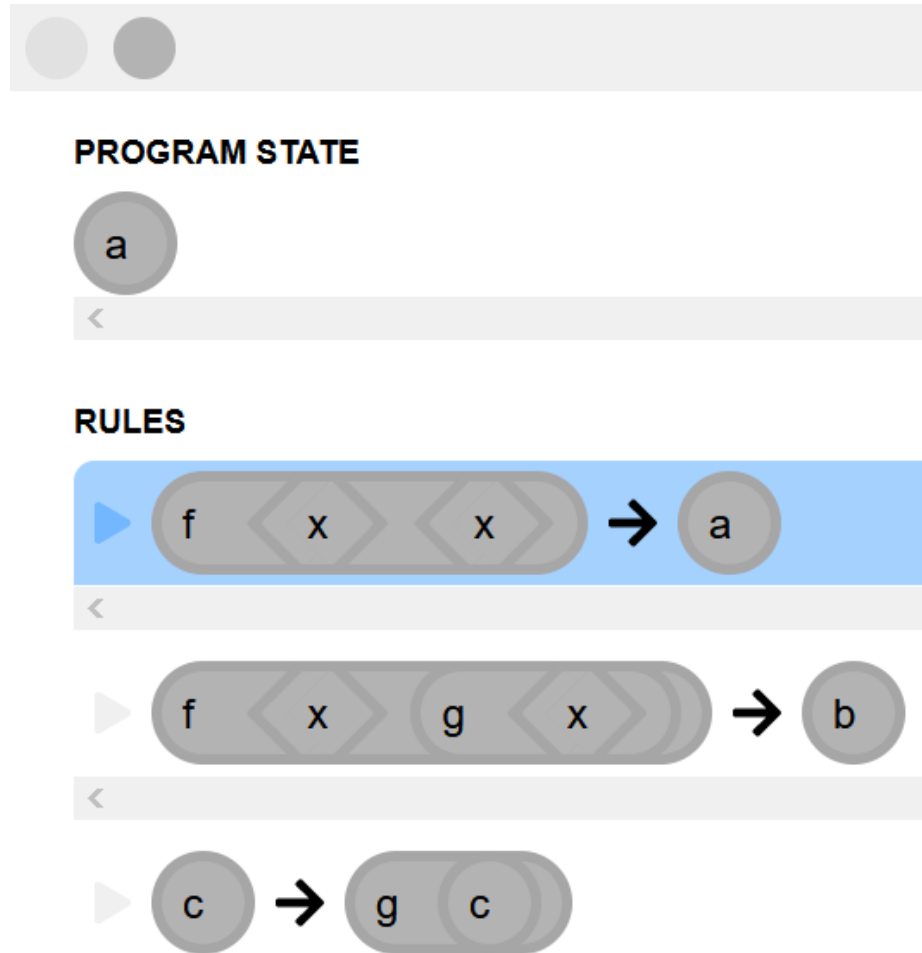 PROGRAM STATE
a
RULES
f x x → a
f x g x → b
c → g c